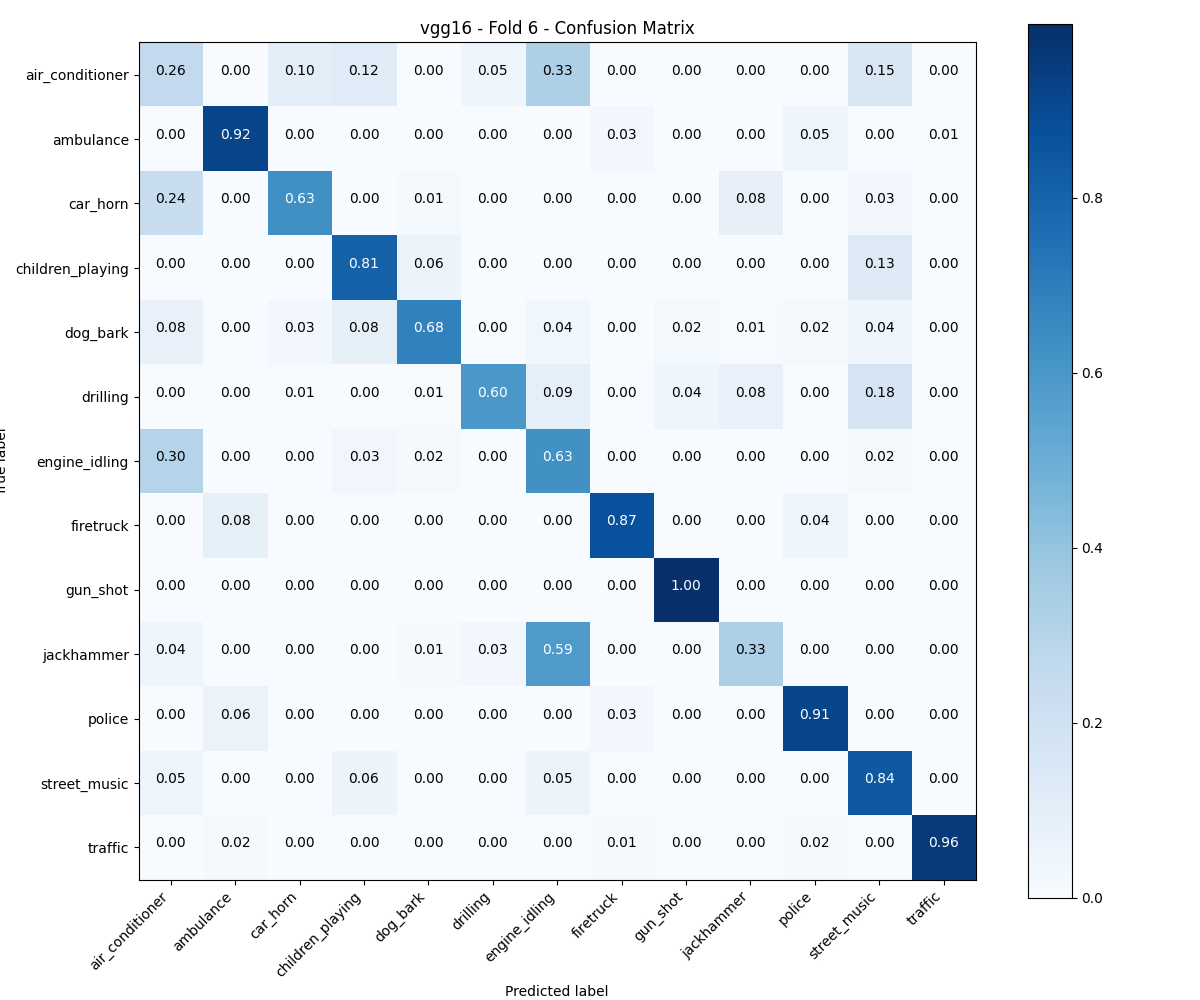 vgg16 - Fold 6 - Confusion Matrix
air_conditioner 0.26 0.00 0.10 0.12 0.00 0.05 0.33 0.00 0.00 0.00 0.00 0.15 0.00
ambulance 0.00 0.92 0.00 0.00 0.00 0.00 0.00 0.03 0.00 0.00 0.05 0.00 0.01
car_horn 0.24 0.00 0.63 0.00 0.01 0.00 0.00 0.00 0.00 0.08 0.00 0.03 0.00
children_playing 0.00 0.00 0.00 0.81 0.06 0.00 0.00 0.00 0.00 0.00 0.00 0.13 0.00
dog_bark 0.08 0.00 0.03 0.08 0.68 0.00 0.04 0.00 0.02 0.01 0.02 0.04 0.00
drilling 0.00 0.00 0.01 0.00 0.01 0.60 0.09 0.00 0.04 0.08 0.00 0.18 0.00
engine_idling 0.30 0.00 0.00 0.03 0.02 0.00 0.63 0.00 0.00 0.00 0.00 0.02 0.00
firetruck 0.00 0.08 0.00 0.00 0.00 0.00 0.00 0.87 0.00 0.00 0.04 0.00 0.00
gun_shot 0.00 0.00 0.00 0.00 0.00 0.00 0.00 0.00 1.00 0.00 0.00 0.00 0.00
jackhammer 0.04 0.00 0.00 0.00 0.01 0.03 0.59 0.00 0.00 0.33 0.00 0.00 0.00
police 0.00 0.06 0.00 0.00 0.00 0.00 0.00 0.03 0.00 0.00 0.91 0.00 0.00
street_music 0.05 0.00 0.00 0.06 0.00 0.00 0.05 0.00 0.00 0.00 0.00 0.84 0.00
traffic 0.00 0.02 0.00 0.00 0.00 0.00 0.00 0.01 0.00 0.00 0.02 0.00 0.96
air_conditioner ambulance car_horn children_playing dog_bark drilling engine_idling firetruck gun_shot jackhammer police street_music traffic
Predicted label
label
0.8
0.6
0.4
0.2
0.0